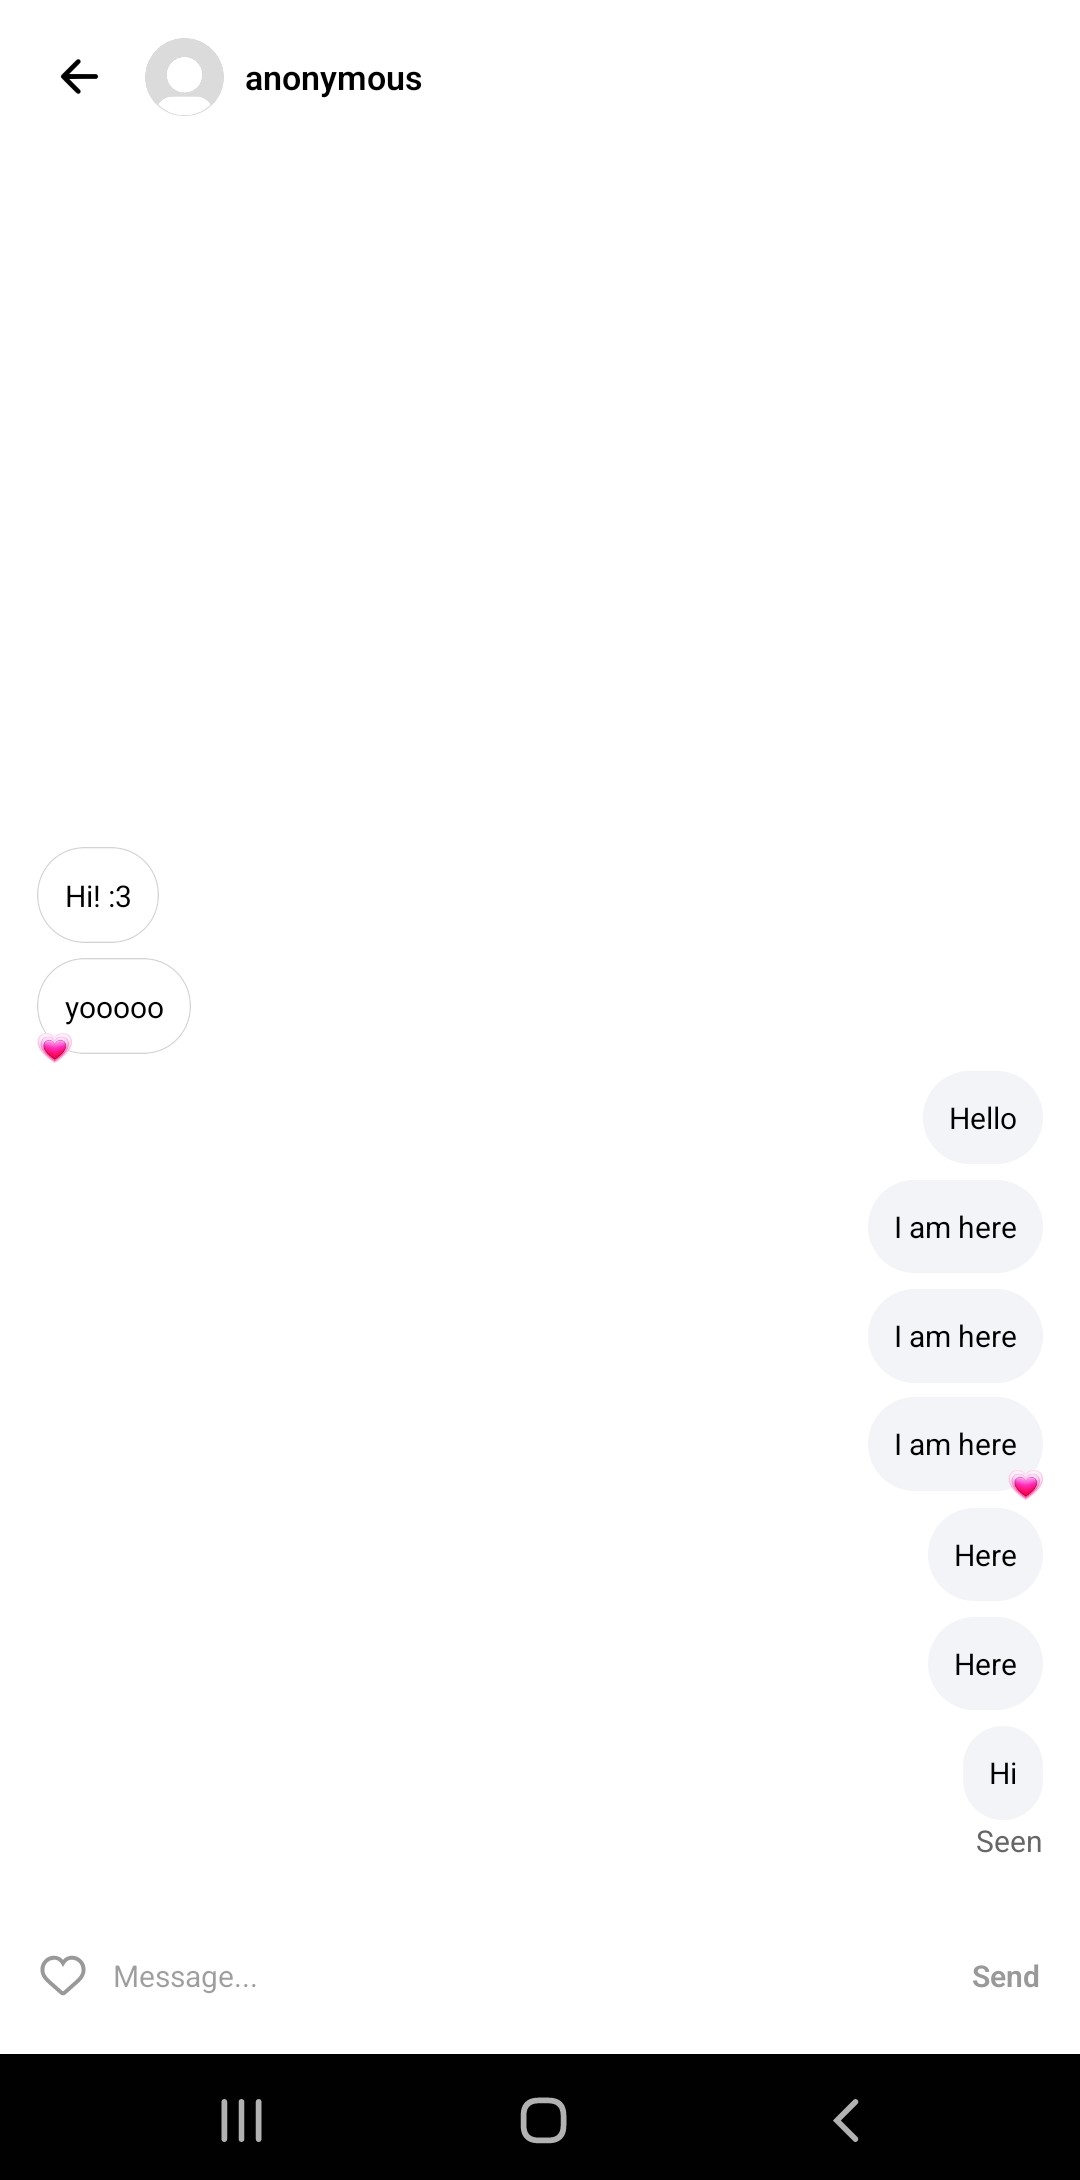 anonymous
Hi! :3
yooooo
Hello
I am here
I am here
I am here
Here
Here
Hi
Seen
Message...
Send